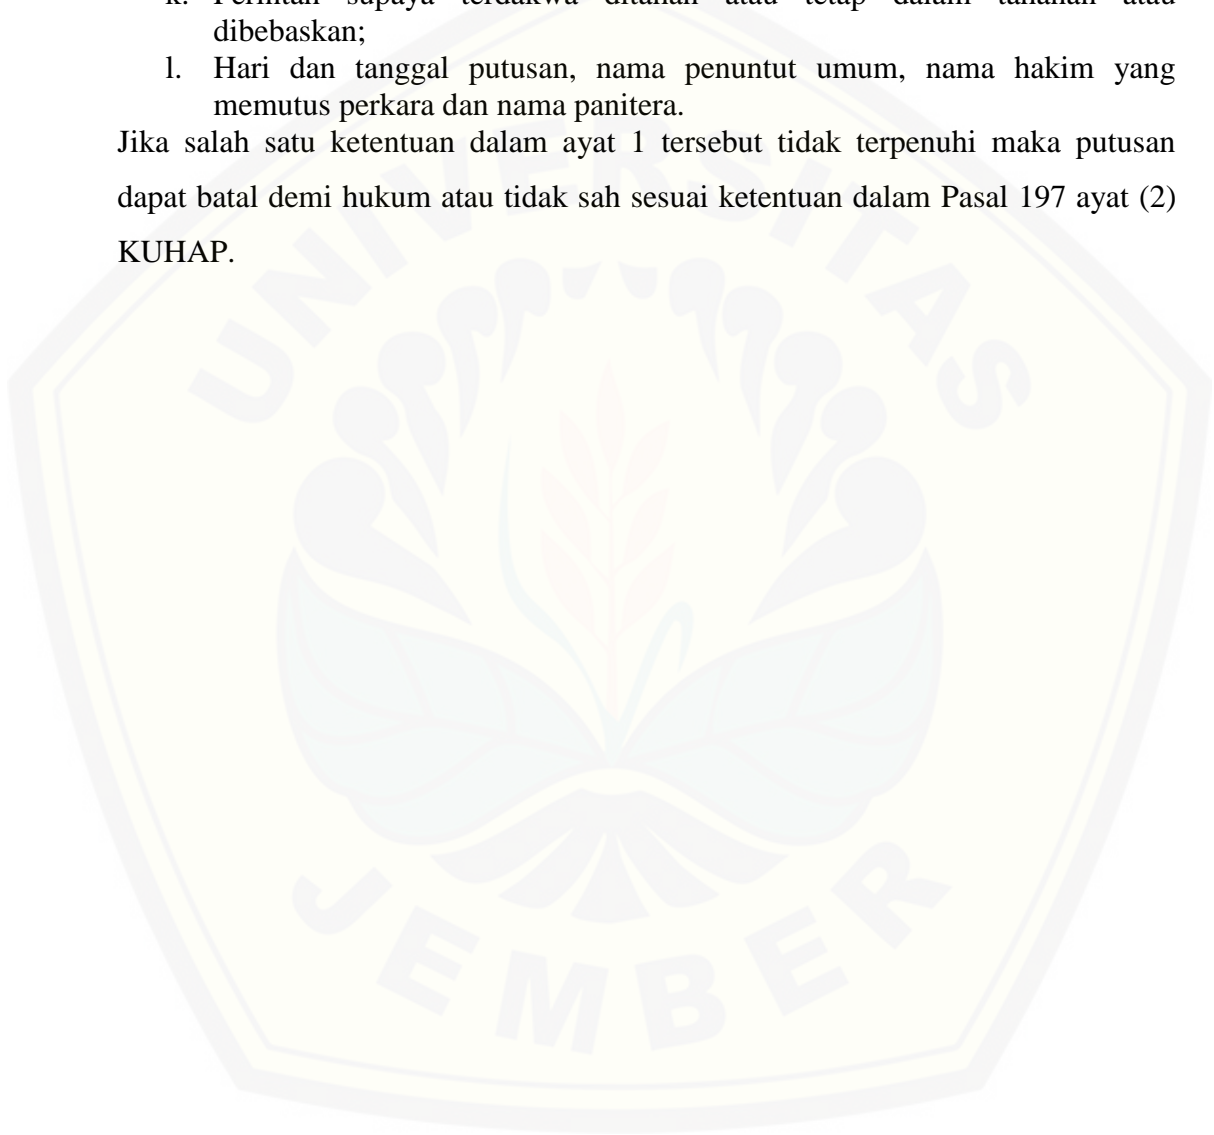 k. Perintah supaya terdakwa ditahan atau tetap dalam tahanan atau
dibebaskan;
l. Hari dan tanggal putusan, nama penuntut umum, nama hakim yang
memutus perkara dan nama panitera.
Jika salah satu ketentuan dalam ayat 1 tersebut tidak terpenuhi maka putusan
dapat batal demi hukum atau tidak sah sesuai ketentuan dalam Pasal 197 ayat (2)
KUHAP.
UNIVERSITAS
JEMBER